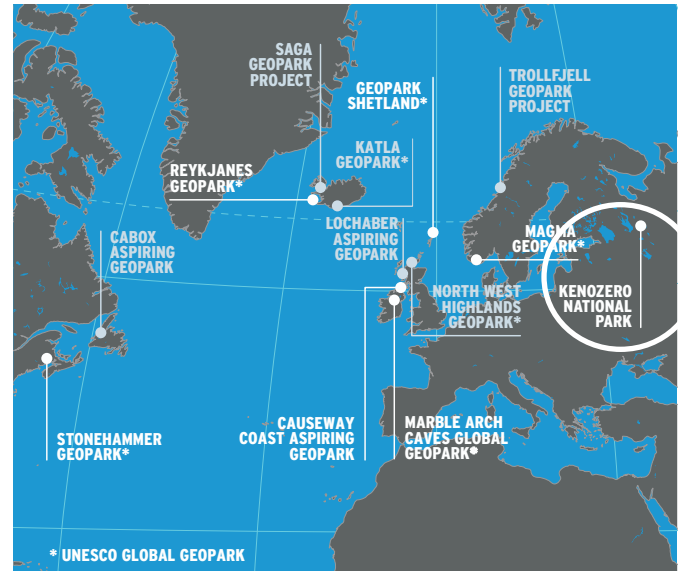 SAGA
GEOPARK
PROJECT
GEOPARK
SHETLAND*
TROLLFJELL
GEOPARK
PROJECT
KATLA
GEOPARK*
REYKJANES
GEOPARK*
LOCHABER
ASPIRING
GEOPARK
CABOX
ASPIRING
GEOPARK
MAGMA
GEOPARK*
KENOZERO
NATIONAL
PARK
NORTH WEST
HIGHLANDS
GEOPARK*
STONEHAMMER
GEOPARK*
CAUSEWAY
COAST ASPIRING
GEOPARK
MARBLE ARCH
CAVES GLOBAL
GEOPARK*
* UNESCO GLOBAL GEOPARK